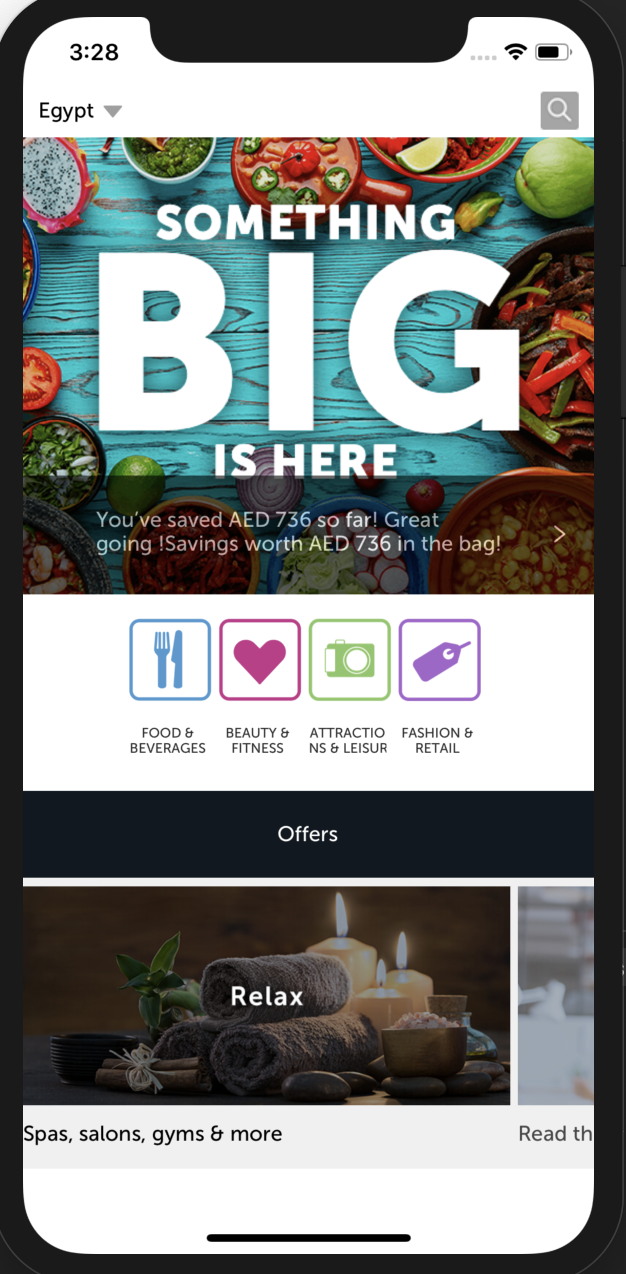 3:28
Egypt
SOMETHING
BIG
IS HERE
You've saved AED 736 so far! Great
going !Savings worth AED 736 in the bag!
FOOD &
BEVERAGES
BEAUTY &
FITNESS
ATTRACTIO
NS & LEISUR
FASHION &
RETAIL
Offers
Relax
Spas, salons, gyms & more
Read th